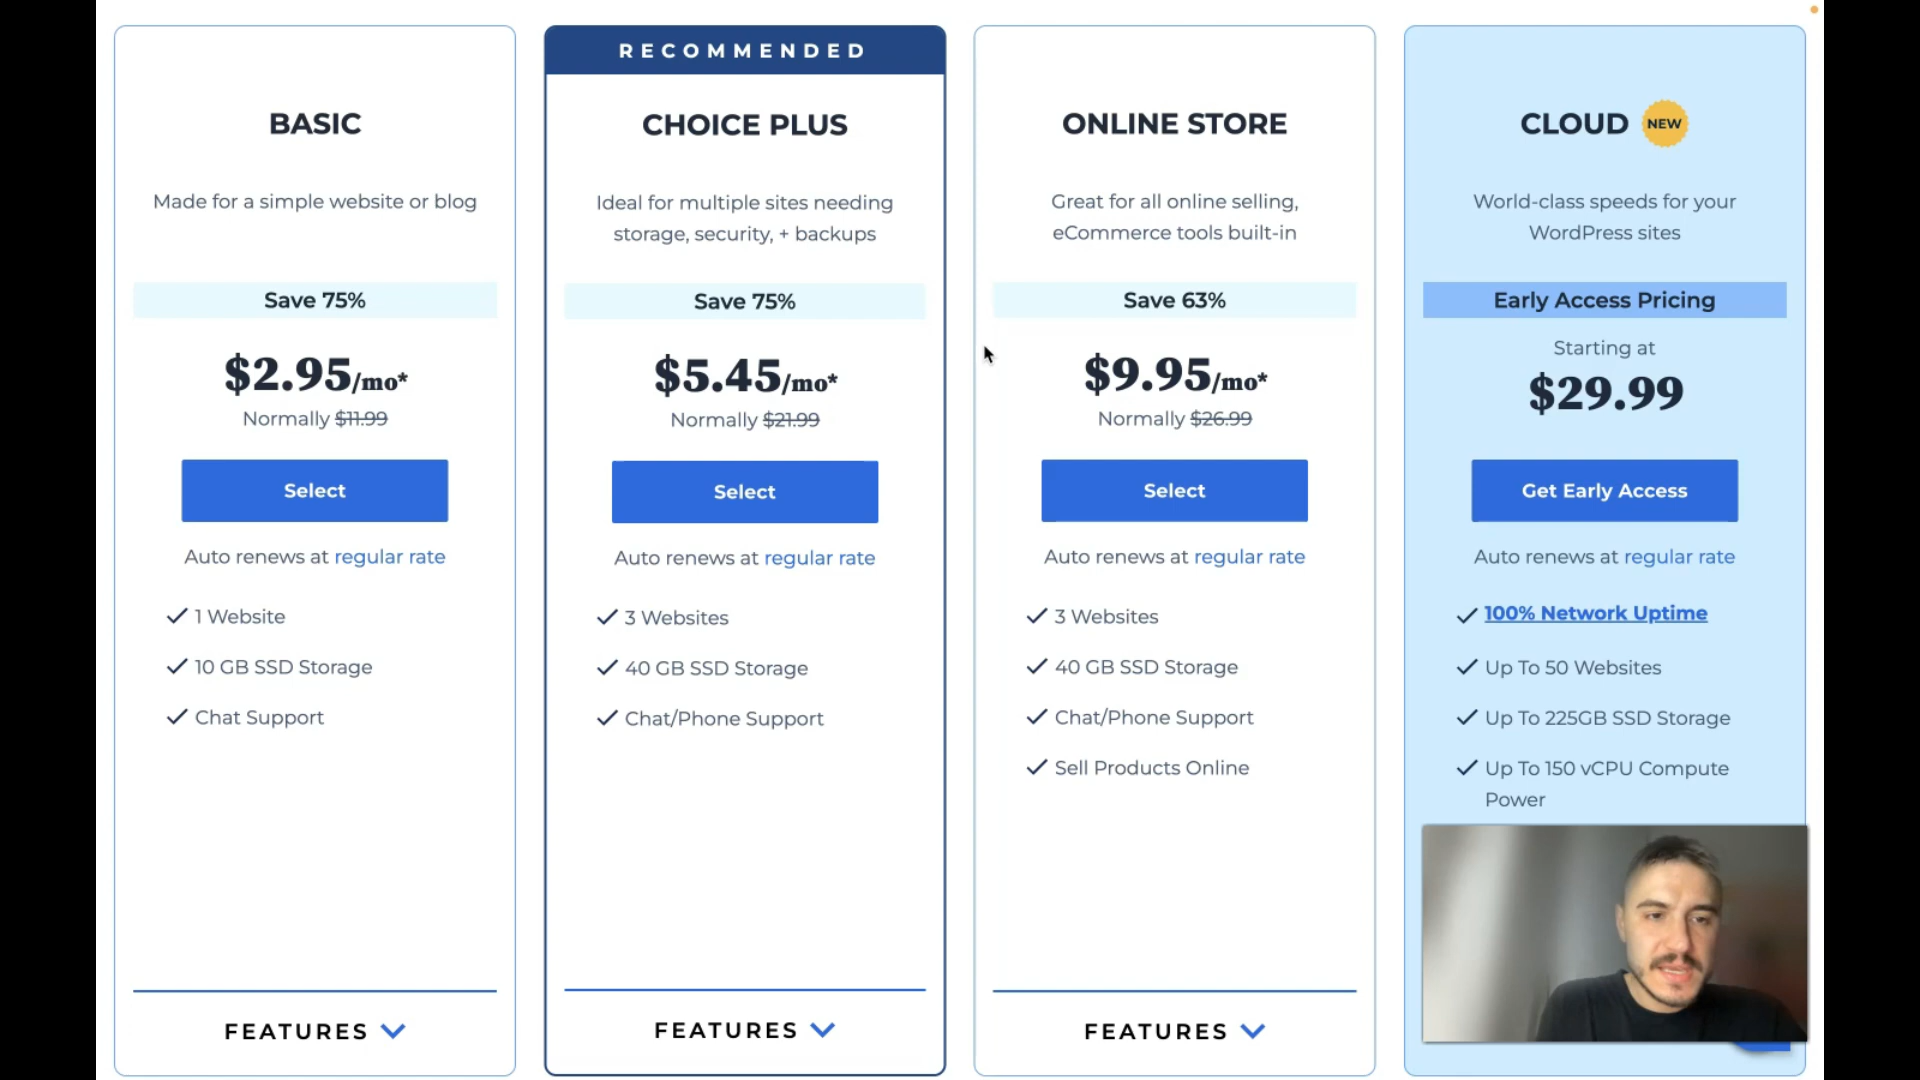 BASIC
Made for a simple website or blog
Save 75%
$2.95/mo*
Normally $11.99
Select
Auto renews at regular rate
1 Website
10 GB SSD Storage
Chat Support
FEATURES
RECOMMENDED
CHOICE PLUS
Ideal for multiple sites needing
storage, security, + backups
Save 75%
$5.45/mo*
Normally $21.99
Select
Auto renews at regular rate
3 Websites
40 GB SSD Storage
Chat/Phone Support
FEATURES
ONLINE STORE
Great for all online selling,
eCommerce tools built-in
Save 63%
$9.95/mo*
Normally $26.99
Select
Auto renews at regular rate
3 Websites
40 GB SSD Storage
Chat/Phone Support
Sell Products Online
FEATURES
CLOUD NEW
World-class speeds for your
WordPress sites
Early Access Pricing
Starting at
$29.99
Get Early Access
Auto renews at regular rate
100% Network Uptime
Up To 50 Websites
Up To 225GB SSD Storage
Up To 150 vCPU Compute
Power